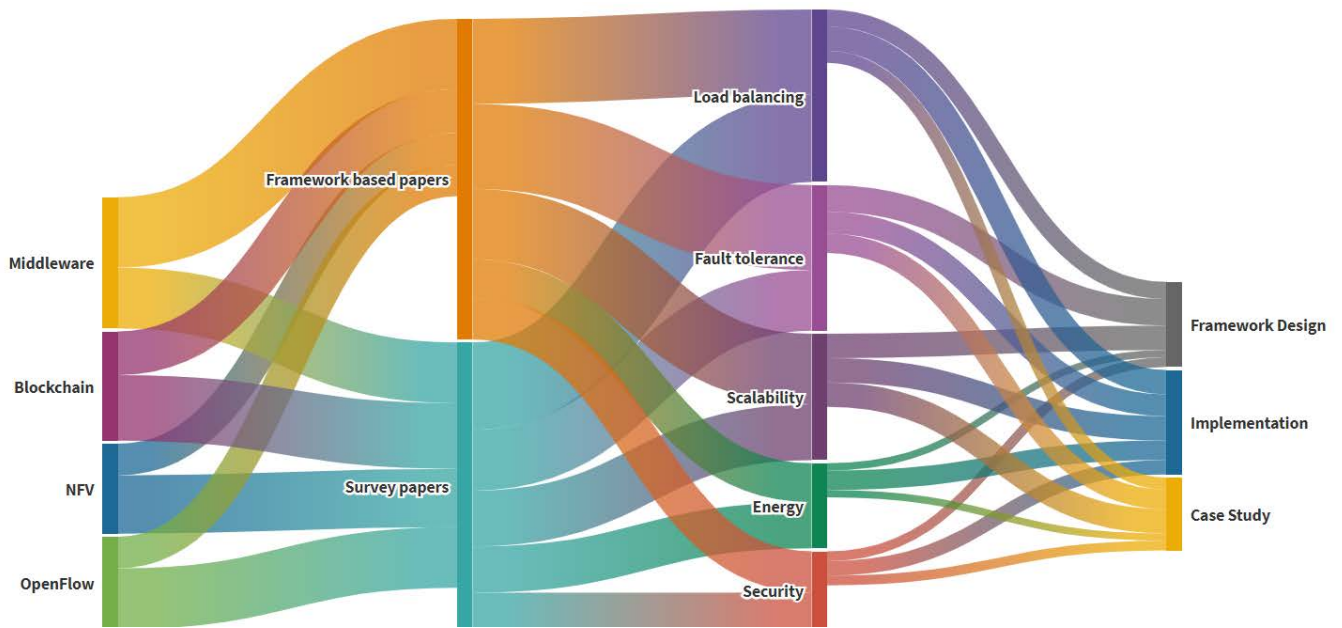 Middleware
Blockchain
NFV
OpenFlow
Framework based papers
Survey papers
Load balancing
Fault tolerance
Scalability
Energy
Security
Framework Design
Implementation
Case Study